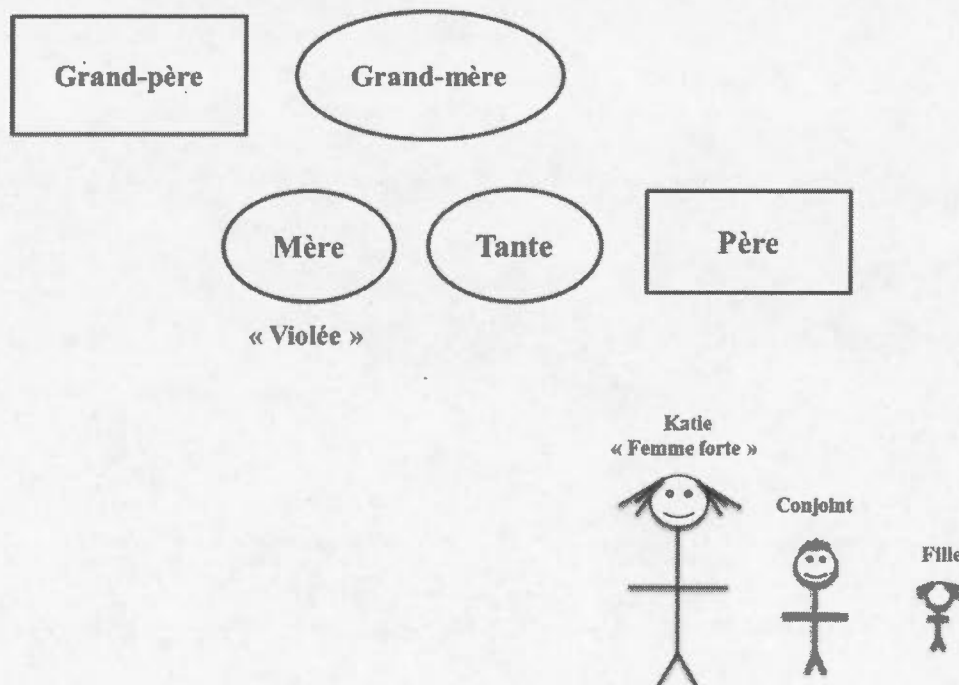 Grand-père
Grand-mère
Mère
Tante
Père
« Violée »
Katie
« Femme forte »
Conjoint
Fille